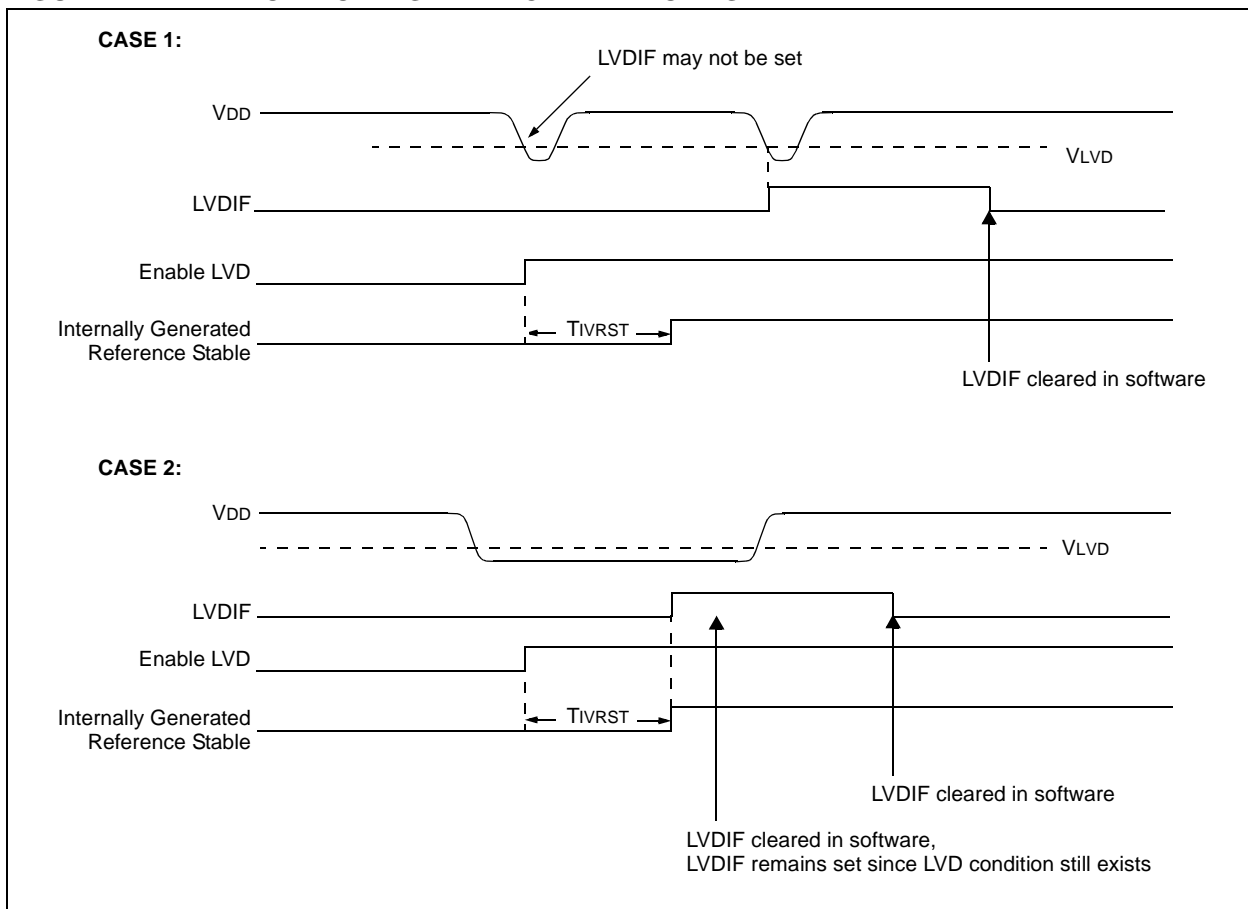 CASE 1:
LVDIF may not be set
VDD
VLVD
LVDIF
Enable LVD
Internally Generated
Reference Stable
TIVRST
LVDIF cleared in software
CASE 2:
VDD
VLVD
LVDIF
Enable LVD
Internally Generated
Reference Stable
TIVRST
LVDIF cleared in software
LVDIF cleared in software,
LVDIF remains set since LVD condition still exists